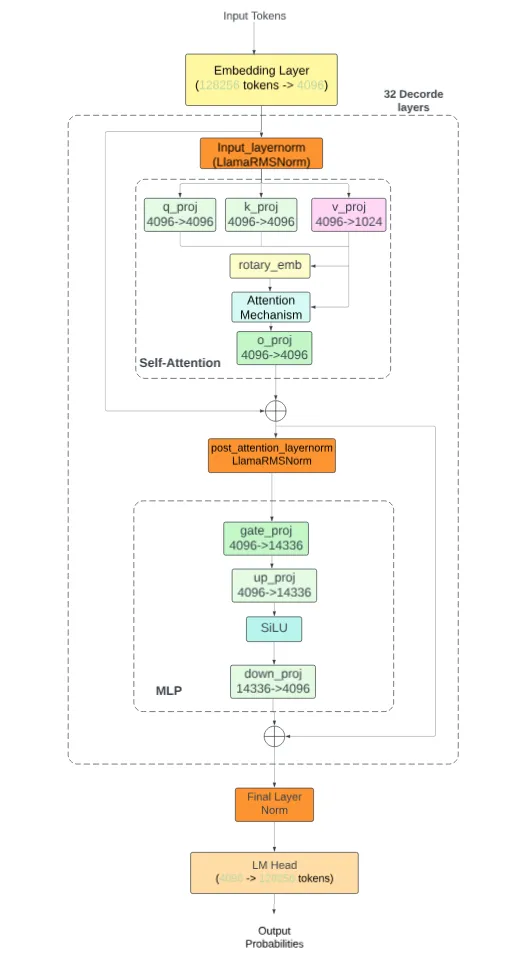 Input Tokens
Embedding Layer
(128256 tokens -> 4096)
32 Decorde
layers
Input_layernorm
(LlamaRMSNorm)
q_proj
4096->4096
k_proj
4096->4096
v_proj
4096->1024
rotary_emb
Attention
Mechanism
o_proj
4096->4096
Self-Attention
post_attention_layernorm
LlamaRMSNorm
gate_proj
4096->14336
up_proj
4096->14336
SiLU
down_proj
14336->4096
MLP
Final Layer
Norm
LM Head
(4096 -> 128256 tokens)
Output
Probabilities